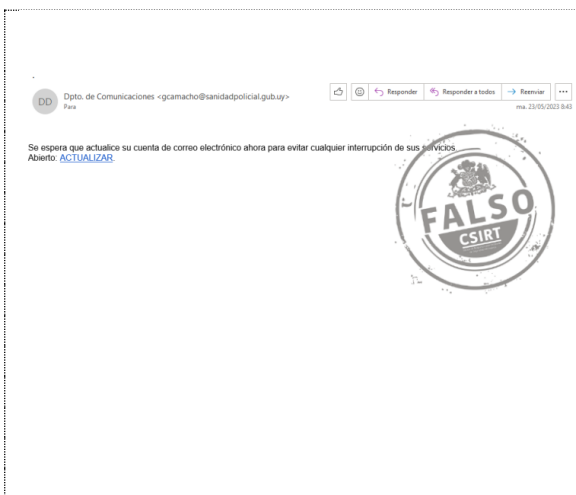 DD
Dpto. de Comunicaciones <gcamacho@sanidadpolicial.gub.uy>
Para
Responder
Responder a todos
Reenviar
ma. 23/05/2023 8:43
Se espera que actualice su cuenta de correo electrónico ahora para evitar cualquier interrupción de sus servicios
Abierto: ACTUALIZAR.
FALSO
CSIRT